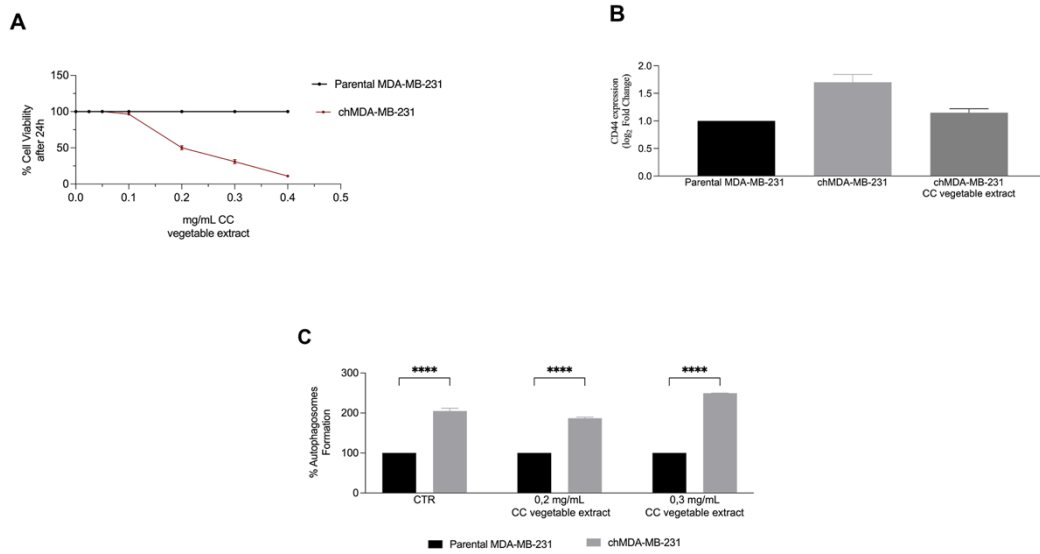 A
150
100
50
0
% Cell Viability
after 24h
0.0 0.1 0.2 0.3 0.4 0.5
mg/mL CC
vegetable extract
Parental MDA-MB-231
chMDA-MB-231
B
2.0
1.5
1.0
0.5
0.0
CD44 expression
(log2 Fold Change)
Parental MDA-MB-231 chMDA-MB-231 chMDA-MB-231
CC vegetable extract
C
**** **** ****
300
200
100
0
% Autophagosomes
Formation
CTR 0,2 mg/mL 0,3 mg/mL
CC vegetable extract CC vegetable extract
Parental MDA-MB-231 chMDA-MB-231